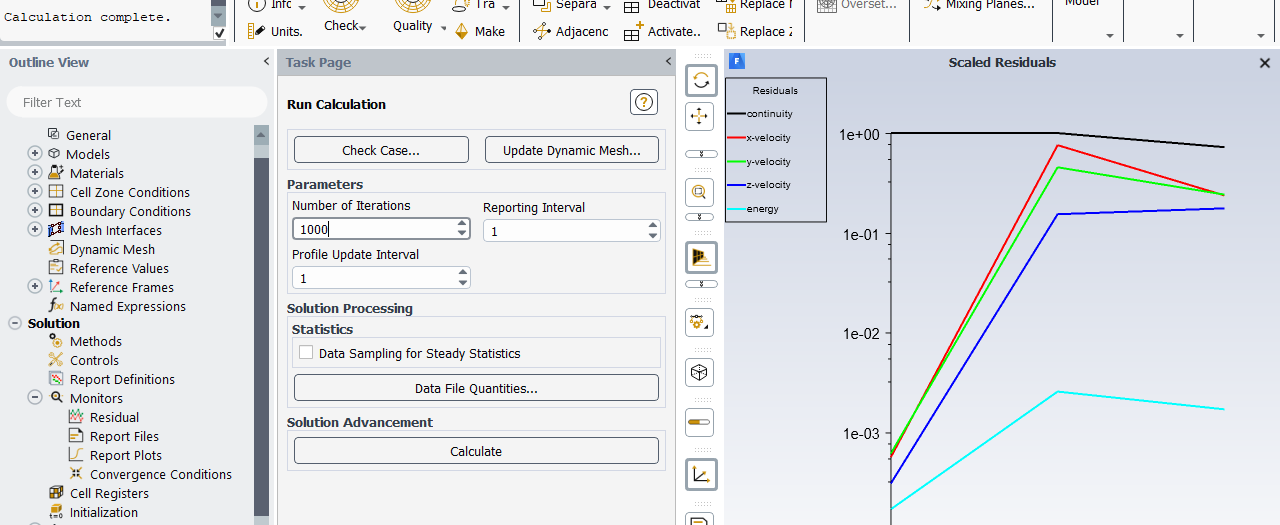 Calculation complete.
Info
Units.
Check
Quality
Tra
Make
Separa
Adjacenc
Deactivat
Activate..
Replace M
Replace Z
Overset...
Mixing Planes...
Model
Outline View
Filter Text
General
Models
Materials
Cell Zone Conditions
Boundary Conditions
Mesh Interfaces
Dynamic Mesh
Reference Values
Reference Frames
Named Expressions
Solution
Methods
Controls
Report Definitions
Monitors
Residual
Report Files
Report Plots
Convergence Conditions
Cell Registers
Initialization
Task Page
Run Calculation
Check Case...
Update Dynamic Mesh...
Parameters
Number of Iterations
Reporting Interval
1000
1
Profile Update Interval
1
Solution Processing
Statistics
Data Sampling for Steady Statistics
Data File Quantities...
Solution Advancement
Calculate
Scaled Residuals
Residuals
continuity
x-velocity
y-velocity
z-velocity
energy
1e+00
1e-01
1e-02
1e-03